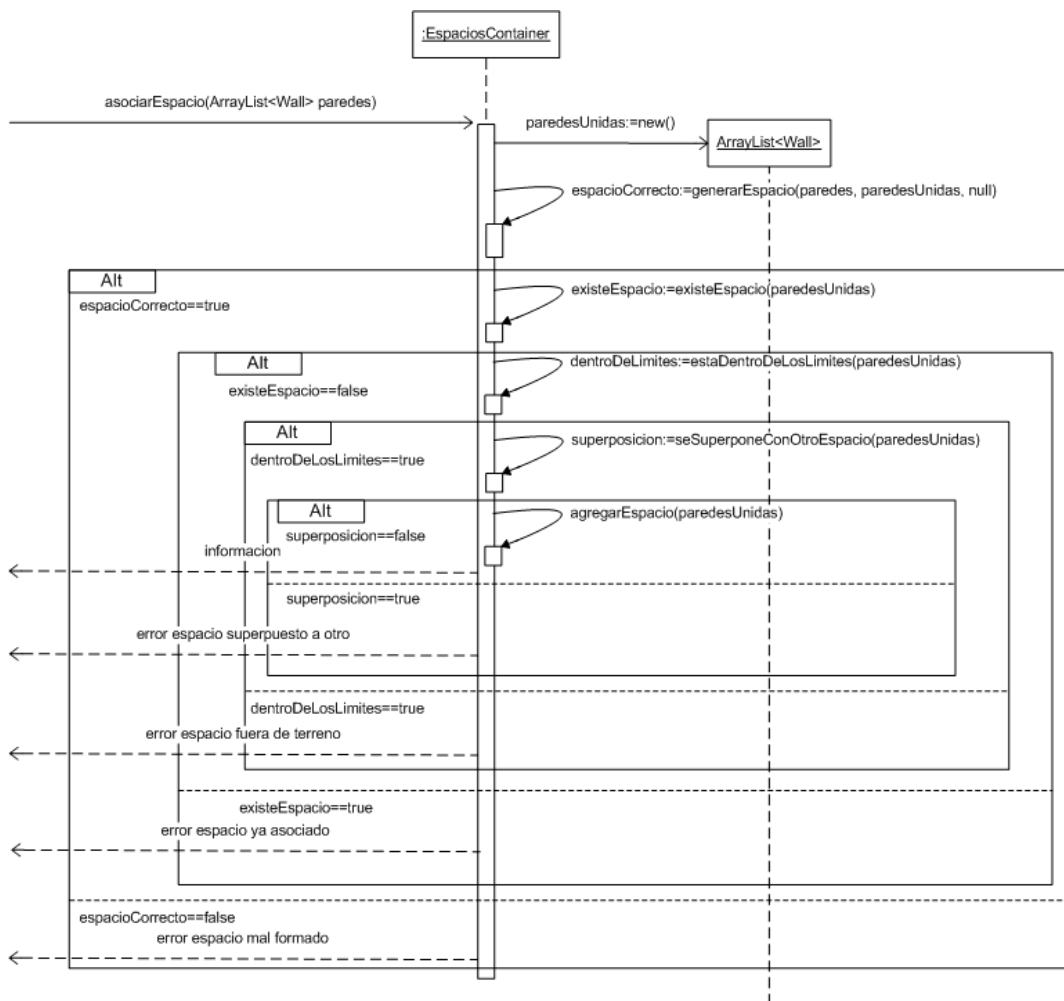 :EspaciosContainer
asociarEspacio(ArrayList<Wall> paredes)
paredesUnidas:=new()
ArrayList<Wall>
espacioCorrecto:=generarEspacio(paredes, paredesUnidas, null)
Alt
espacioCorrecto==true
existeEspacio:=existeEspacio(paredesUnidas)
Alt
existeEspacio==false
dentroDeLimites:=estaDentroDeLosLimites(paredesUnidas)
Alt
dentroDeLosLimites==true
superposicion:=seSuperponeConOtroEspacio(paredesUnidas)
Alt
superposicion==false
agregarEspacio(paredesUnidas)
informacion
superposicion==true
error espacio superpuesto a otro
dentroDeLosLimites==true
error espacio fuera de terreno
existeEspacio==true
error espacio ya asociado
espacioCorrecto==false
error espacio mal formado